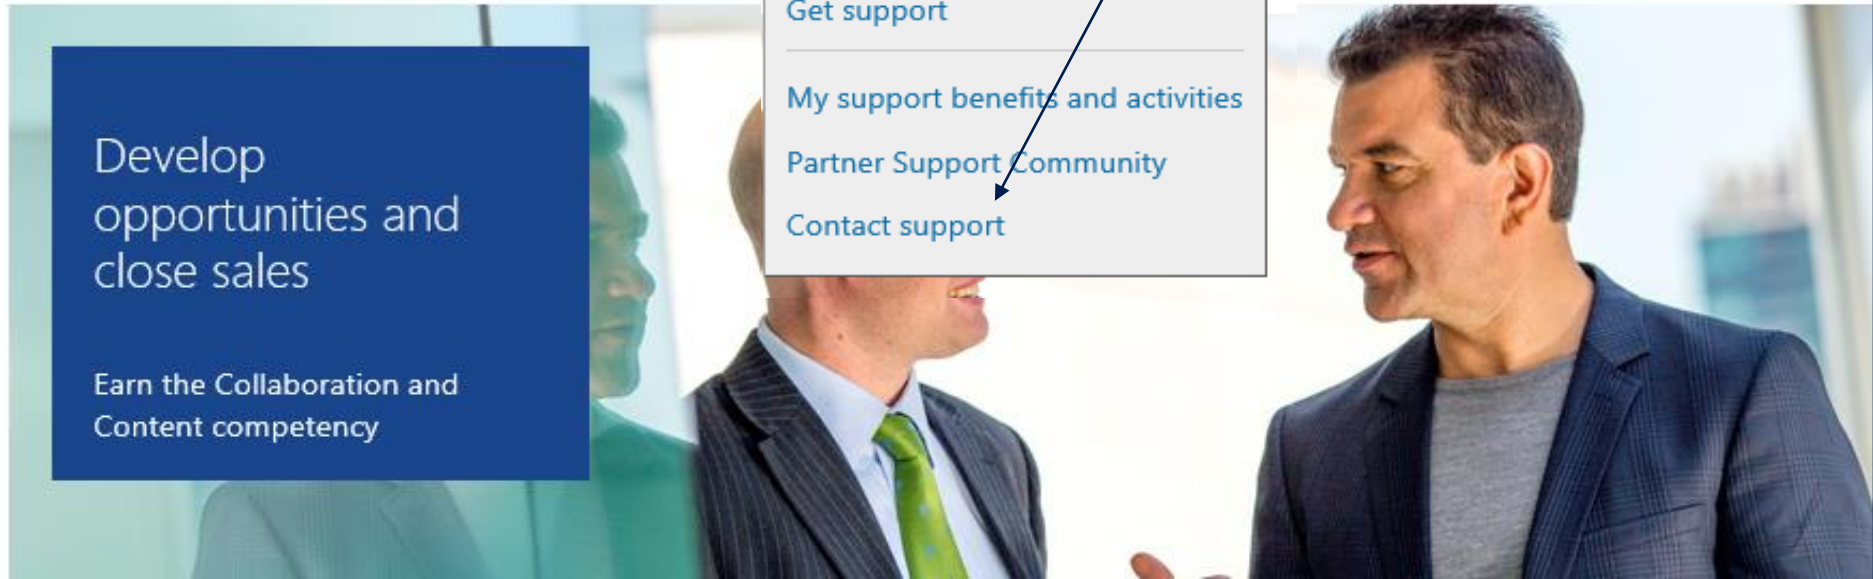 Get support
My support benefits and activities
Partner Support Community
Contact support
Develop
opportunities and
close sales
Earn the Collaboration and
Content competency